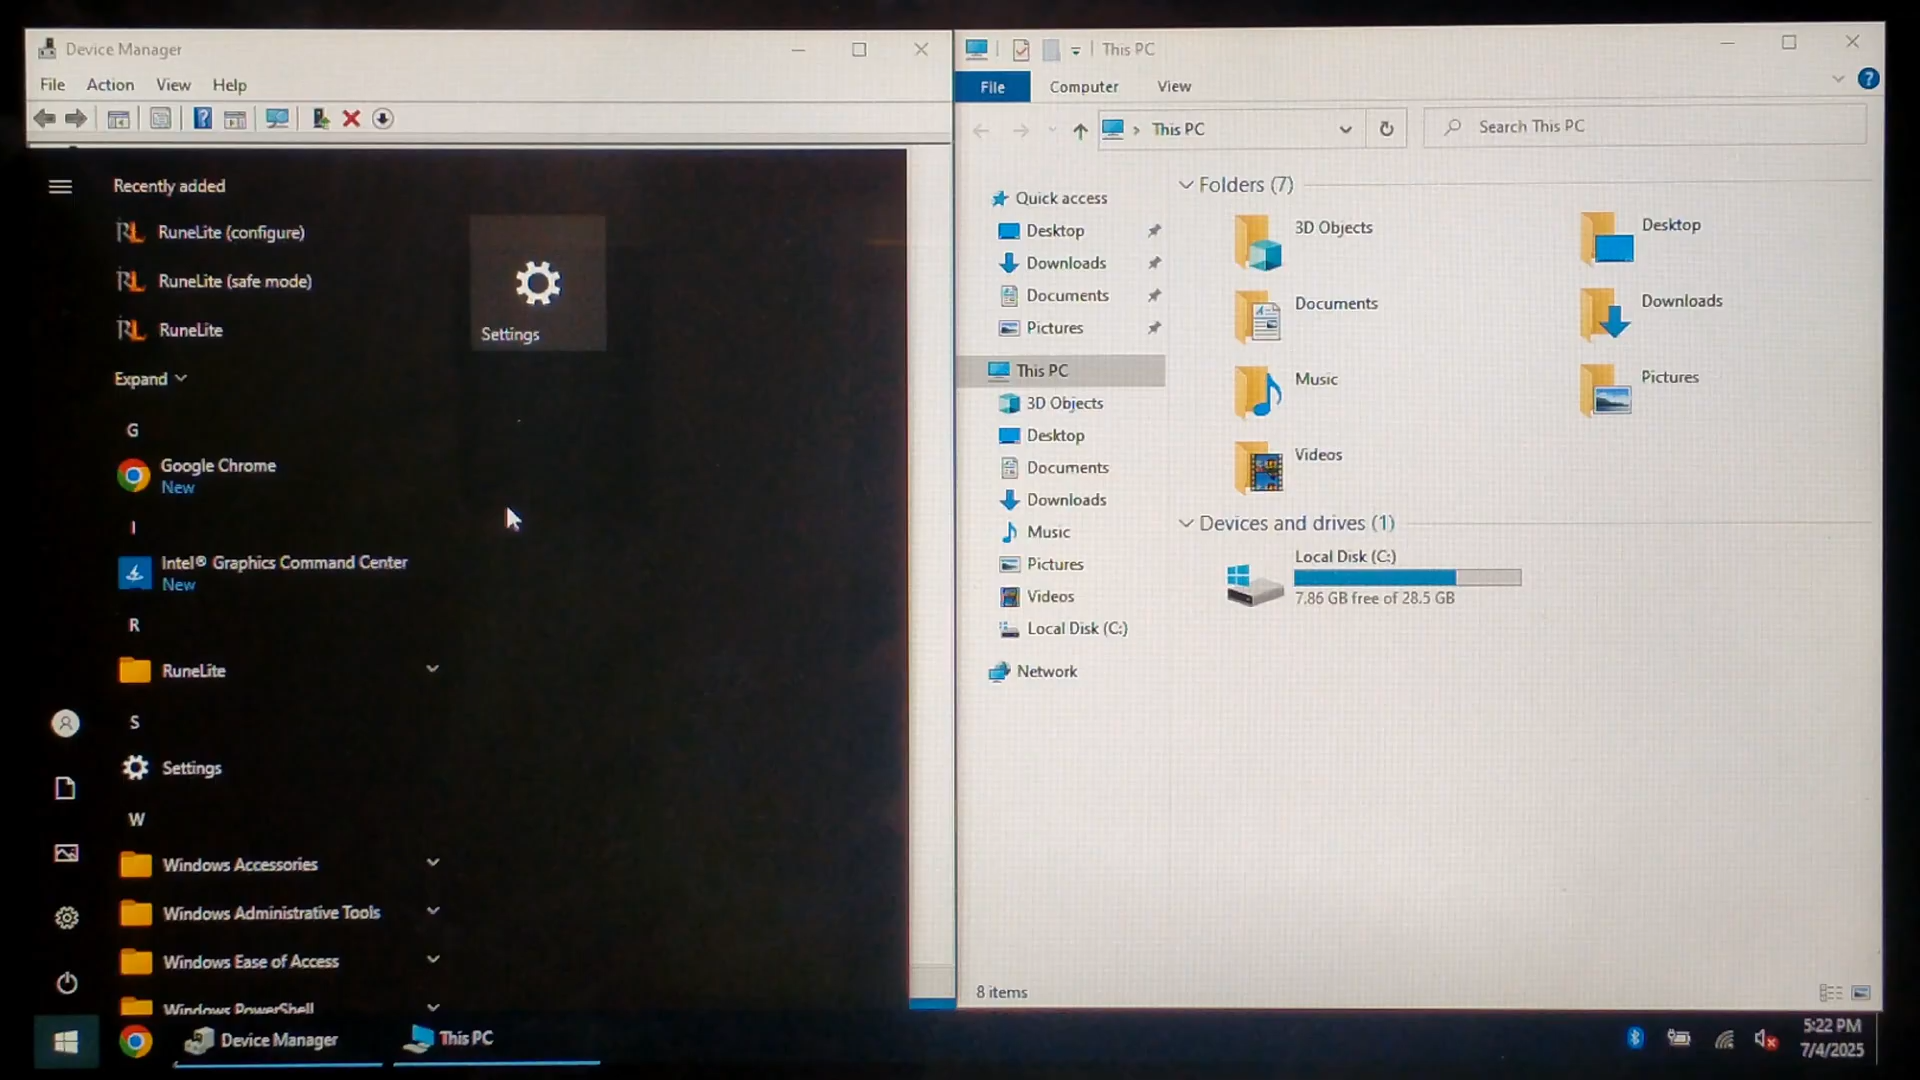 Device Manager
File Action View Help
Recently added
RuneLite (configure)
RuneLite (safe mode)
RuneLite
Expand
G
Google Chrome
New
I
Intel® Graphics Command Center
New
R
RuneLite
S
Settings
W
Windows Accessories
Windows Administrative Tools
Windows Ease of Access
Windows PowerShell
Settings
This PC
File Computer View
This PC
Search This PC
Quick access
Desktop
Downloads
Documents
Pictures
This PC
3D Objects
Desktop
Documents
Downloads
Music
Pictures
Videos
Local Disk (C:)
Network
Folders (7)
3D Objects
Desktop
Documents
Downloads
Music
Pictures
Videos
Devices and drives (1)
Local Disk (C:)
7.86 GB free of 28.5 GB
8 items
Device Manager
This PC
5:22 PM
7/4/2025